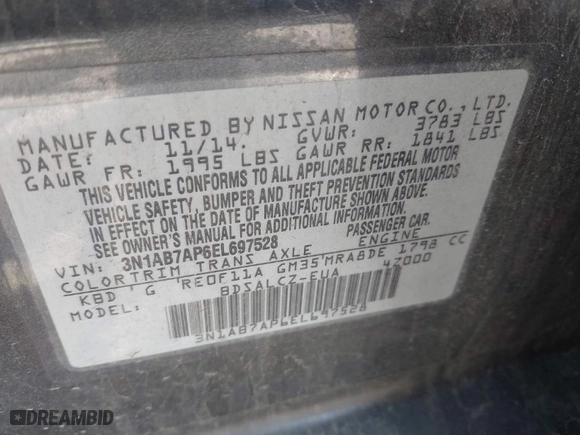 MANUFACTURED BY NISSAN MOTOR CO., LTD.
DATE: 11/14. GVWR: 3783 LBS
GAWR FR: 1995 LBS GAWR RR: 1841 LBS
THIS VEHICLE CONFORMS TO ALL APPLICABLE FEDERAL MOTOR
VEHICLE SAFETY, BUMPER AND THEFT PREVENTION STANDARDS
IN EFFECT ON THE DATE OF MANUFACTURE SHOWN ABOVE.
SEE OWNER'S MANUAL FOR ADDITIONAL INFORMATION.
VIN: 3N1AB7AP6EL697528 PASSENGER CAR.
COLOR TRIM TRANS AXLE ENGINE
KBD G RE0F11A GM35 MRA8DE 1798 CC
MODEL: BDSALCZ-EUA 4Z000
3N1AB7AP6EL697528
DREAMBID